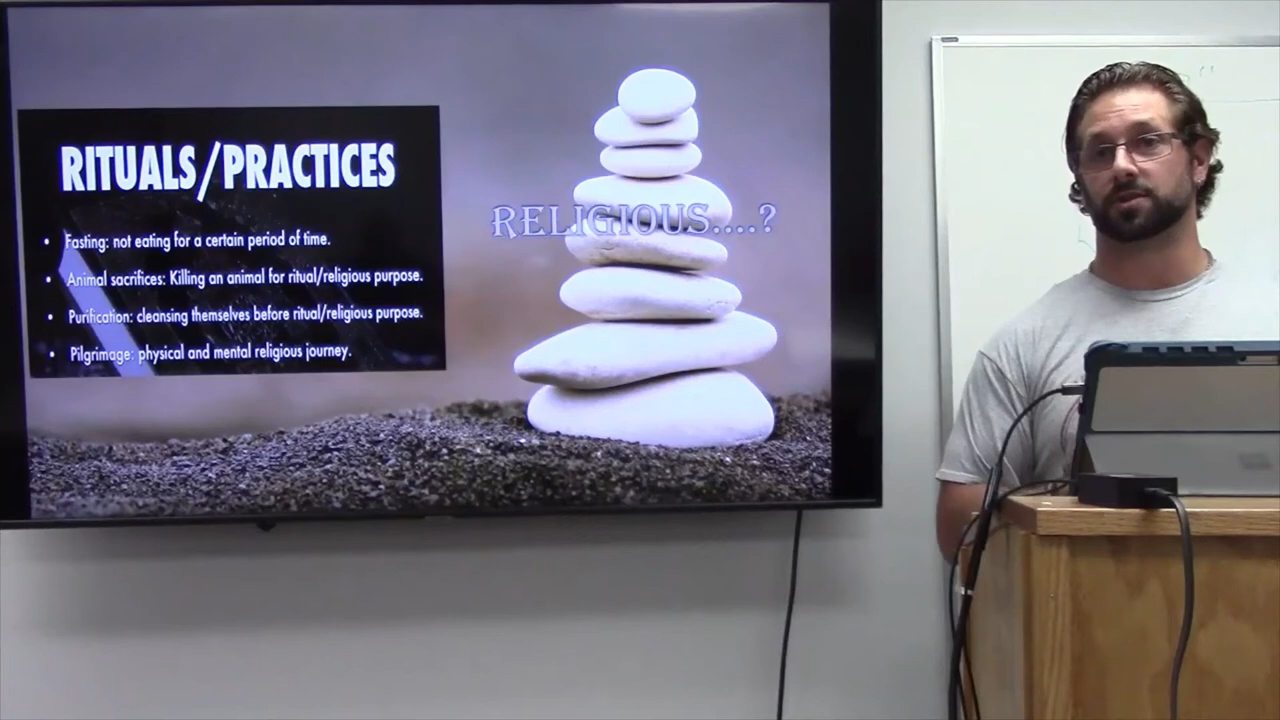 RITUALS/PRACTICES
• Fasting: not eating for a certain period of time.
• Animal sacrifices: Killing an animal for ritual/religious purpose.
• Purification: cleansing themselves before ritual/religious purpose.
• Pilgrimage: physical and mental religious journey.
RELIGIOUS....?